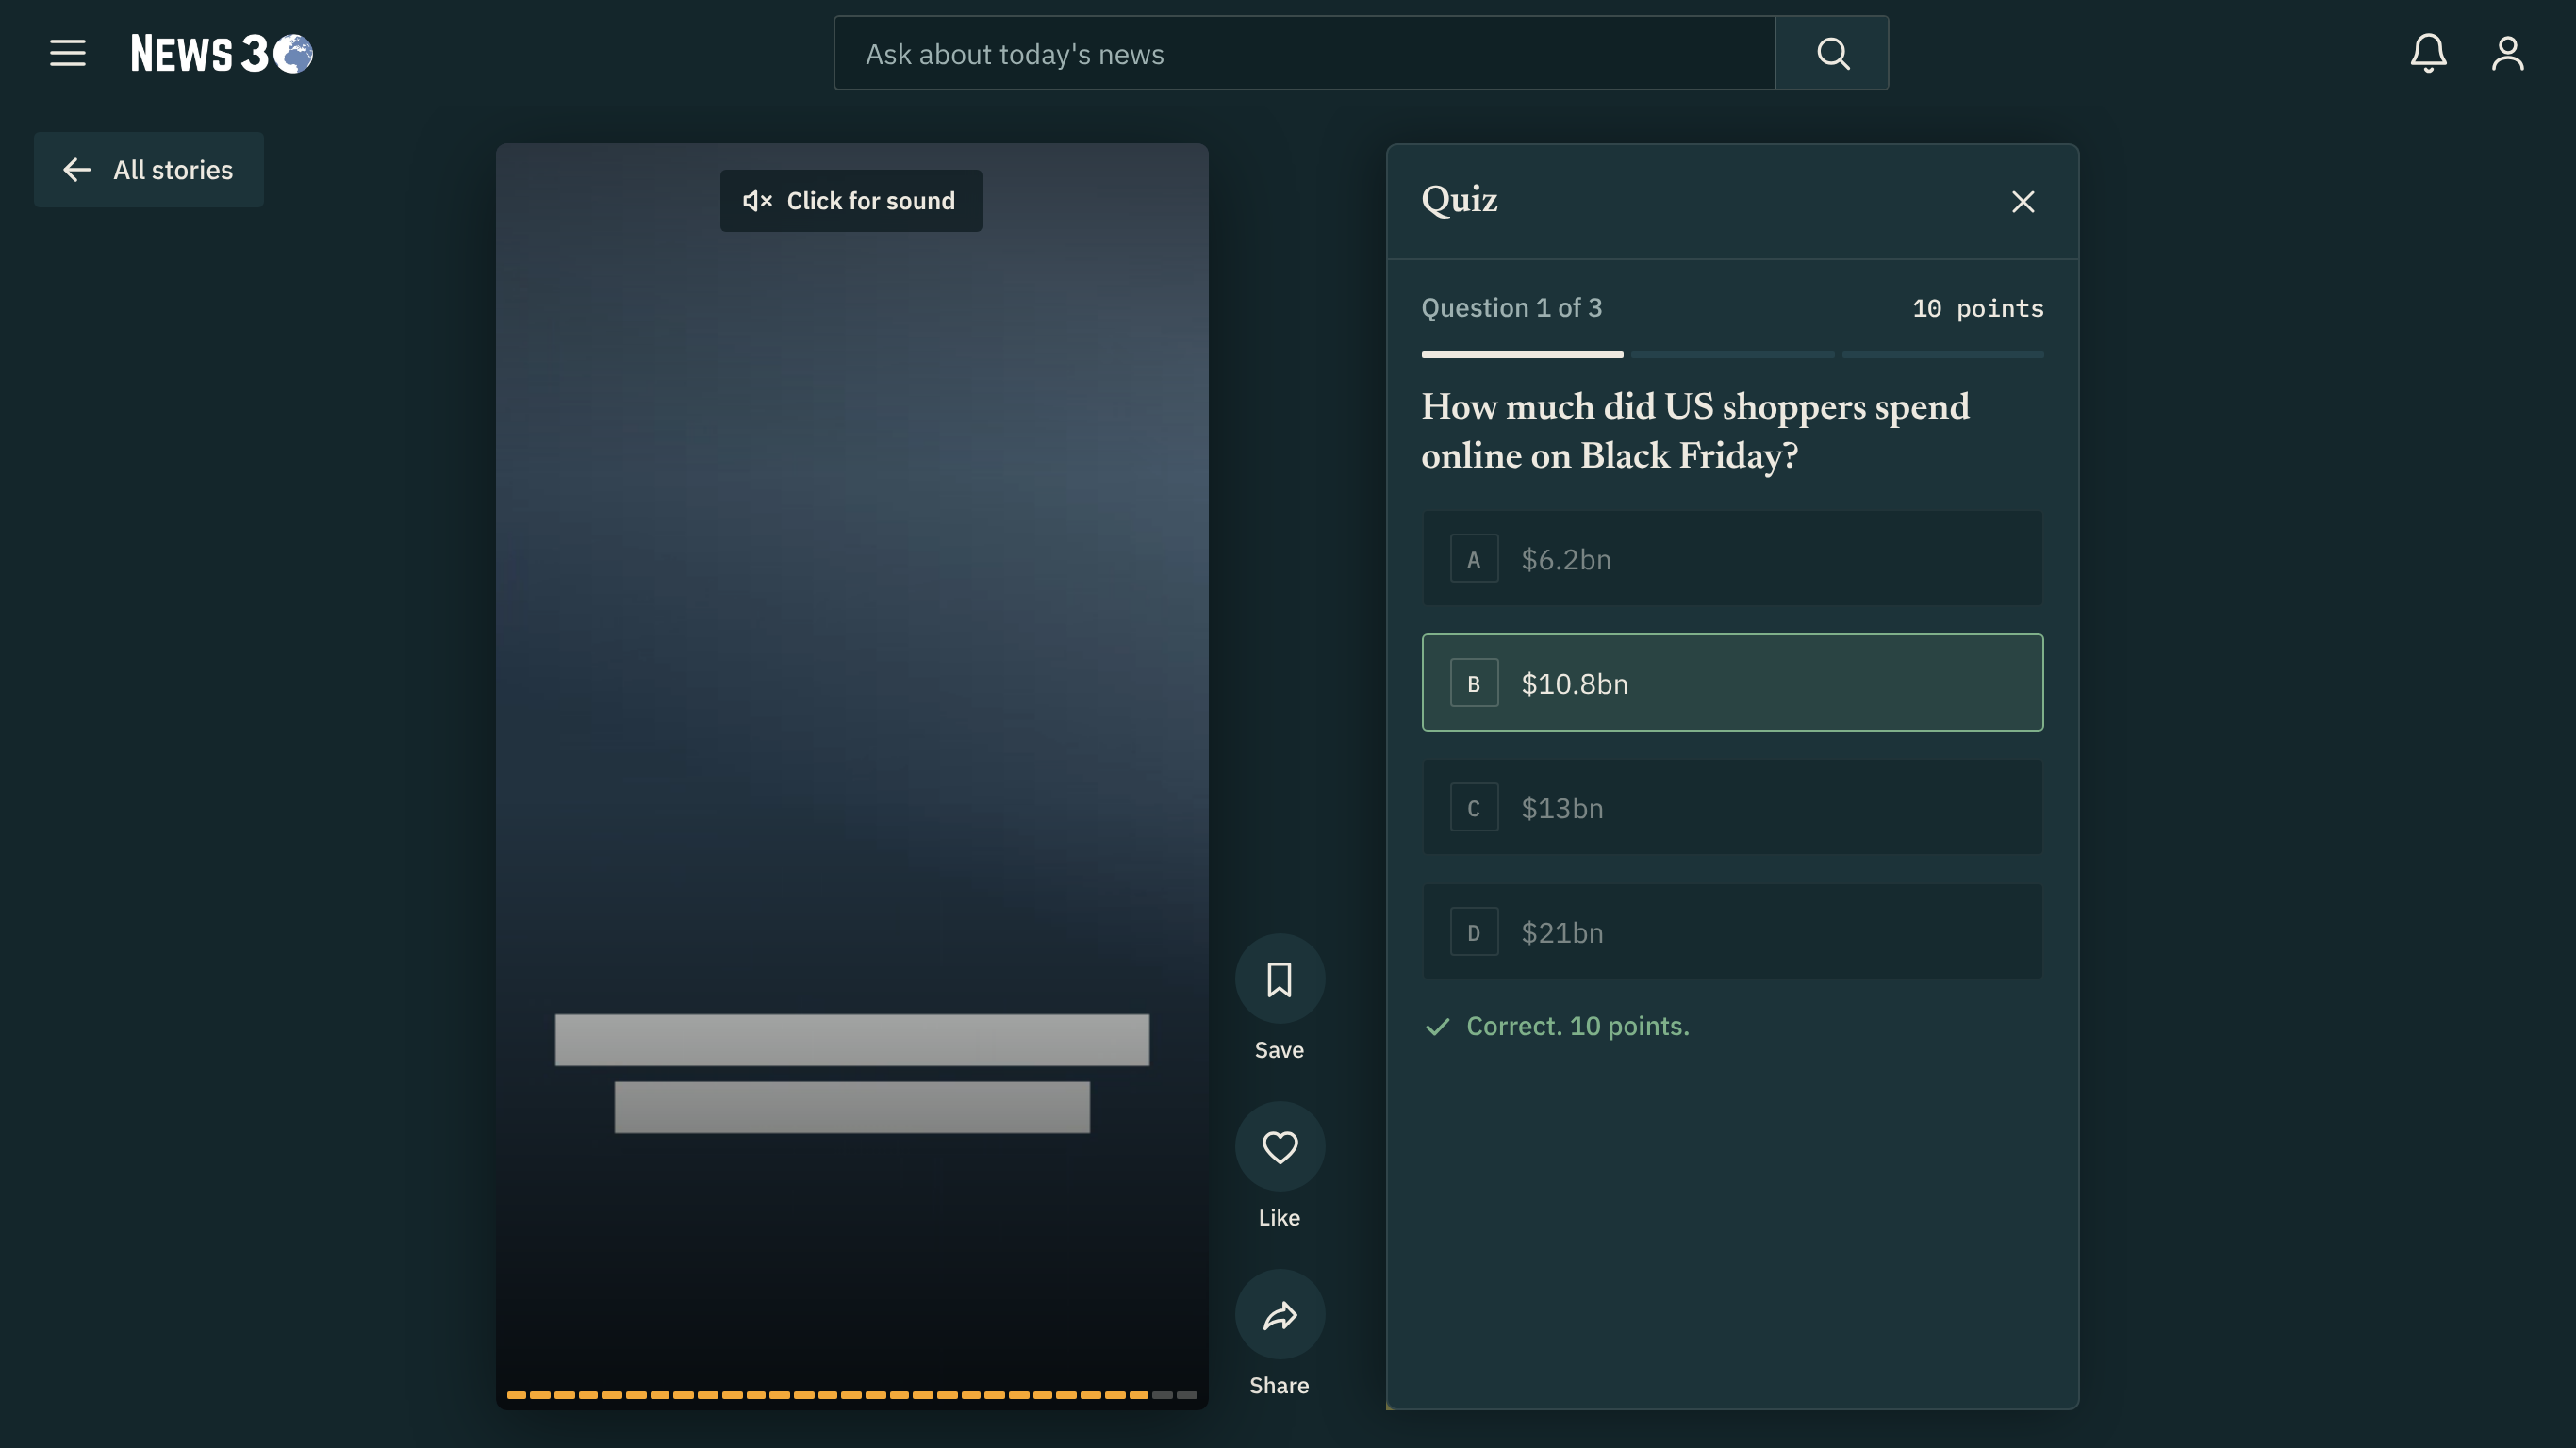 NEWS 30
Ask about today's news
All stories
Click for sound
Save
Like
Share
Quiz
Question 1 of 3
10 points
How much did US shoppers spend
online on Black Friday?
A $6.2bn
B $10.8bn
C $13bn
D $21bn
Correct. 10 points.